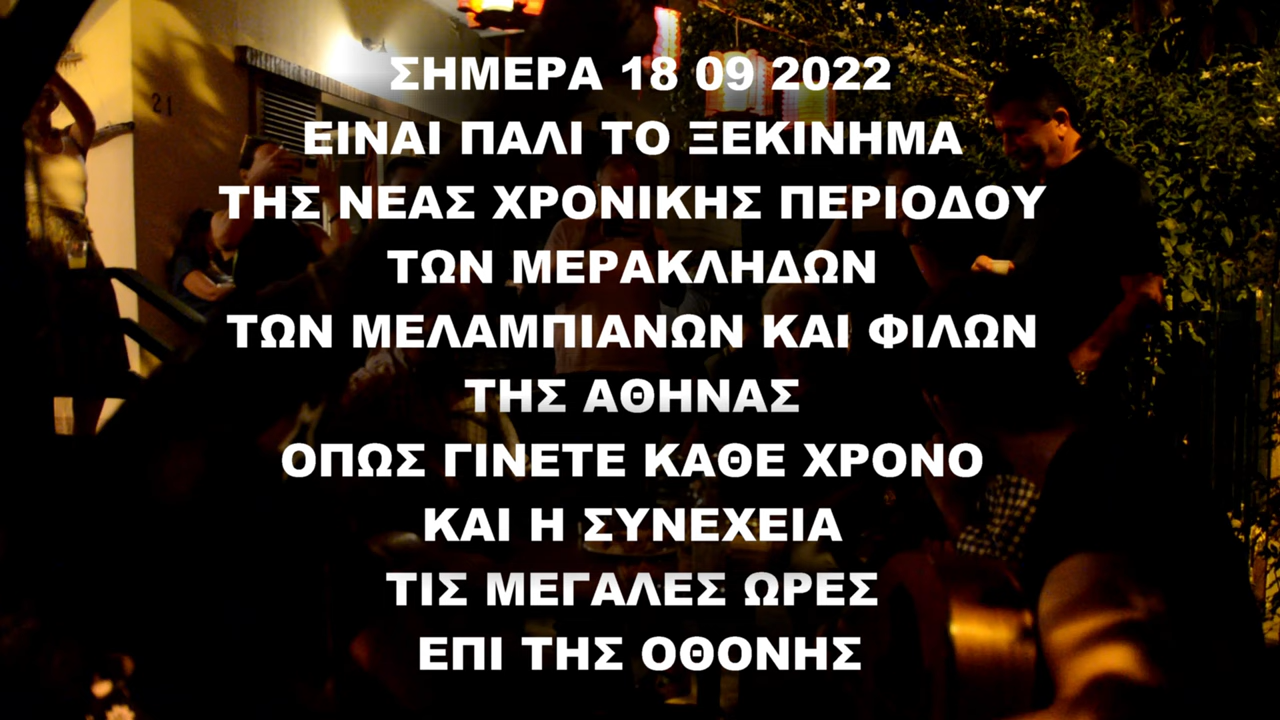 21
ΣΗΜΕΡΑ 18 09 2022
ΕΙΝΑΙ ΠΑΛΙ ΤΟ ΞΕΚΙΝΗΜΑ
ΤΗΣ ΝΕΑΣ ΧΡΟΝΙΚΗΣ ΠΕΡΙΟΔΟΥ
ΤΩΝ ΜΕΡΑΚΛΗΔΩΝ
ΤΩΝ ΜΕΛΑΜΠΙΑΝΩΝ ΚΑΙ ΦΙΛΩΝ
ΤΗΣ ΑΘΗΝΑΣ
ΟΠΩΣ ΓΙΝΕΤΕ ΚΑΘΕ ΧΡΟΝΟ
ΚΑΙ Η ΣΥΝΕΧΕΙΑ
ΤΙΣ ΜΕΓΑΛΕΣ ΩΡΕΣ
ΕΠΙ ΤΗΣ ΟΘΟΝΗΣ